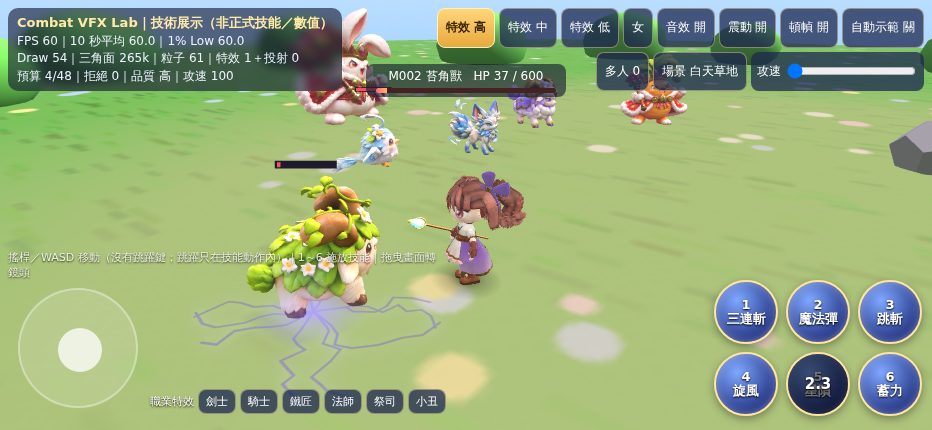 Combat VFX Lab｜技術展示（非正式技能／數值）
FPS 60｜10 秒平均 60.0｜1% Low 60.0
Draw 54｜三角面 265k｜粒子 61｜特效 1＋投射 0
預算 4/48｜拒絕 0｜品質 高｜攻速 100
特效 高
特效 中
特效 低
女
音效 開
震動 開
頓幀 開
自動示範 關
多人 0
場景 白天草地
攻速
M002 苔角獸 HP 37 / 600
搖桿／WASD 移動（沒有跳躍鍵；跳躍只在技能動作內）｜1～6 施放技能｜拖曳畫面轉
鏡頭
1
三連斬
2
魔法彈
3
跳斬
4
旋風
2.3
6
蓄力
職業特效
劍士
騎士
鐵匠
法師
祭司
小丑